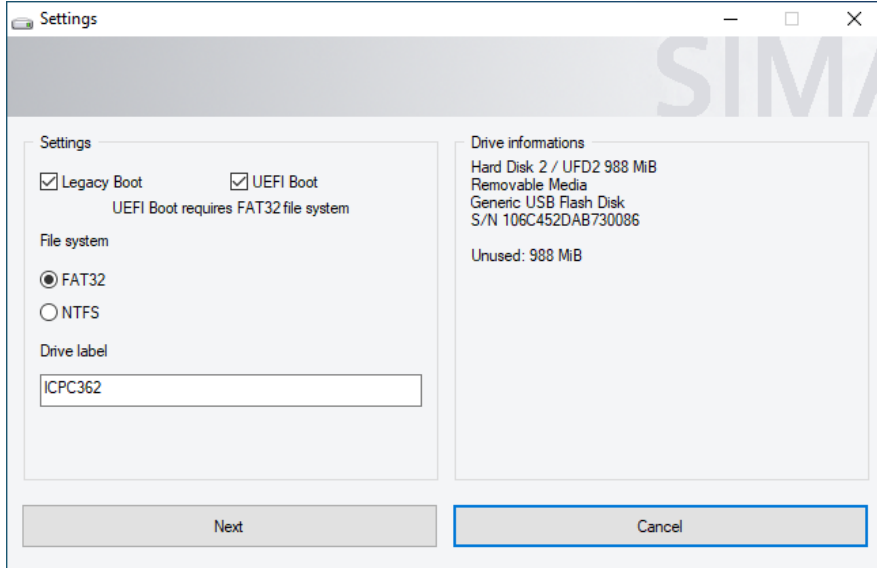 Settings
SIMA
Settings
Legacy Boot
UEFI Boot
UEFI Boot requires FAT32 file system
File system
FAT32
NTFS
Drive label
ICPC362
Drive informations
Hard Disk 2 / UFD2 988 MiB
Removable Media
Generic USB Flash Disk
S/N 106C452DAB730086
Unused: 988 MiB
Next
Cancel